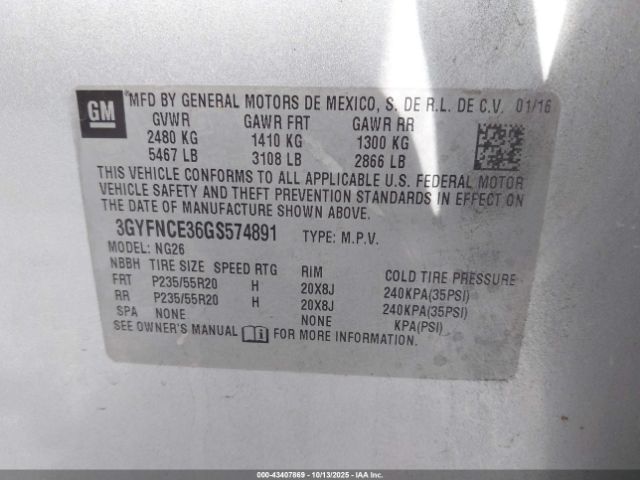 GM
MFD BY GENERAL MOTORS DE MEXICO, S. DE R.L. DE C.V. 01/16
GVWR GAWR FRT GAWR RR
2480 KG 1410 KG 1300 KG
5467 LB 3108 LB 2866 LB
THIS VEHICLE CONFORMS TO ALL APPLICABLE U.S. FEDERAL MOTOR
VEHICLE SAFETY AND THEFT PREVENTION STANDARDS IN EFFECT ON
THE DATE OF MANUFACTURE SHOWN ABOVE.
3GYFNCE36GS574891 TYPE: M.P.V.
MODEL: NG26
NBBH TIRE SIZE SPEED RTG RIM COLD TIRE PRESSURE
FRT P235/55R20 H 20X8J 240KPA(35PSI)
RR P235/55R20 H 20X8J 240KPA(35PSI)
SPA NONE NONE KPA(PSI)
SEE OWNER'S MANUAL FOR MORE INFORMATION.
000-43407869 - 10/13/2025 - IAA, Inc.